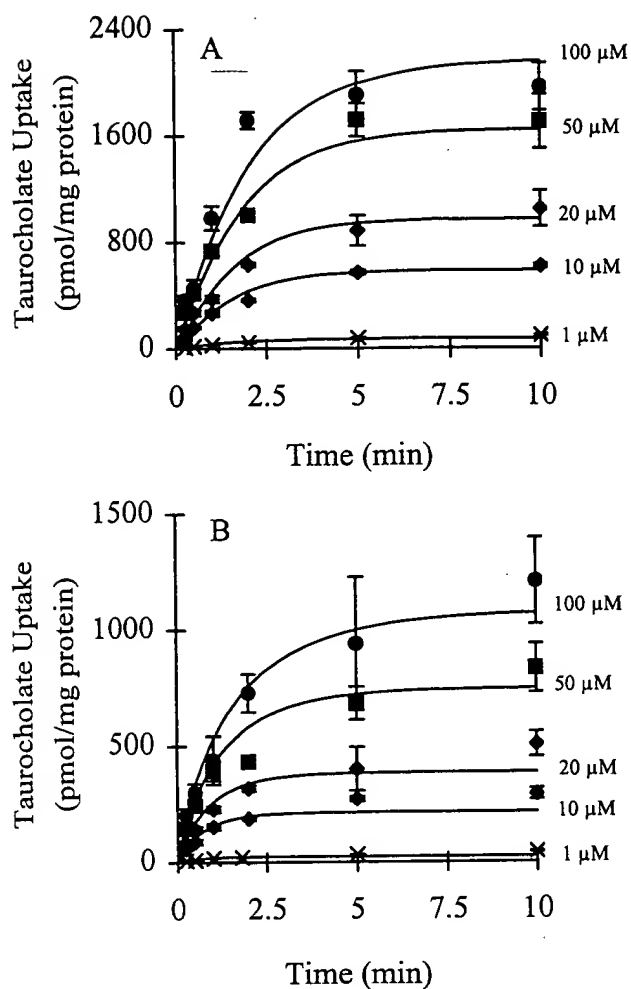 A
Taurocholate Uptake
(pmol/mg protein)
2400
1600
800
0
100 µM
50 µM
20 µM
10 µM
1 µM
0
2.5
5
7.5
10
Time (min)
B
Taurocholate Uptake
(pmol/mg protein)
1500
1000
500
0
100 µM
50 µM
20 µM
10 µM
1 µM
0
2.5
5
7.5
10
Time (min)